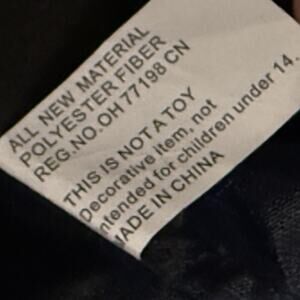 ALL NEW MATERIAL
POLYESTER FIBER
REG.NO.OH 77198 CN
THIS IS NOT A TOY
Decorative item, not
intended for children under 14.
MADE IN CHINA